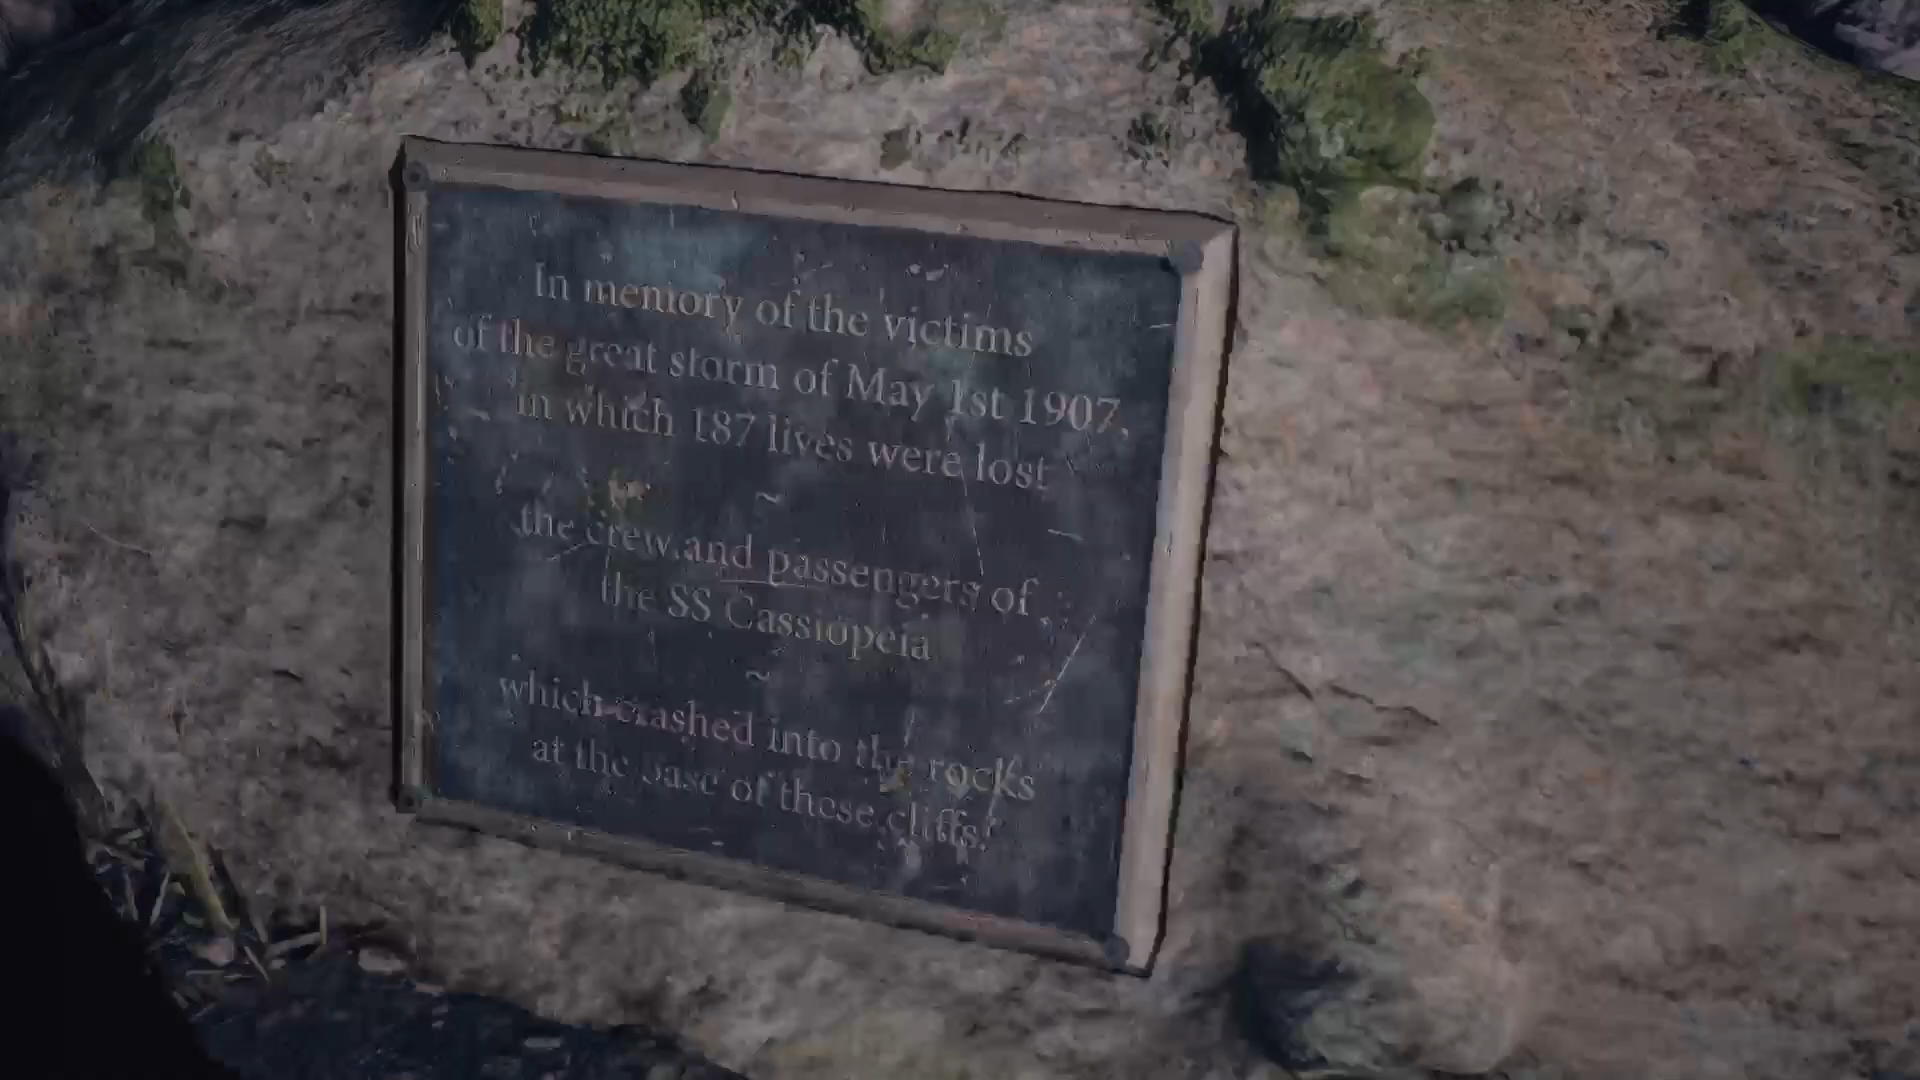 In memory of the victims
of the great storm of May 1st 1907,
in which 187 lives were lost
~
the crew and passengers of
the SS Cassiopeia
~
which crashed into the rocks
at the base of these cliffs.